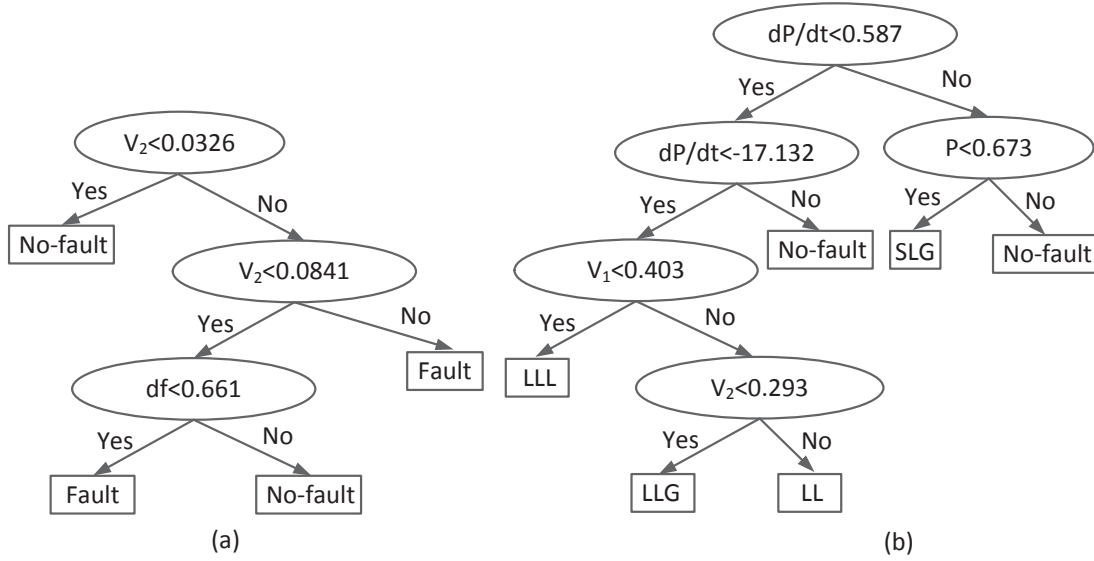 V₂<0.0326
Yes
No
No-fault
V₂<0.0841
Yes
No
Fault
df<0.661
Yes
No
Fault
No-fault
(a)
dP/dt<0.587
Yes
No
dP/dt<-17.132
P<0.673
Yes
No
Yes
No
V₁<0.403
No-fault
SLG
No-fault
Yes
No
LLL
V₂<0.293
Yes
No
LLG
LL
(b)